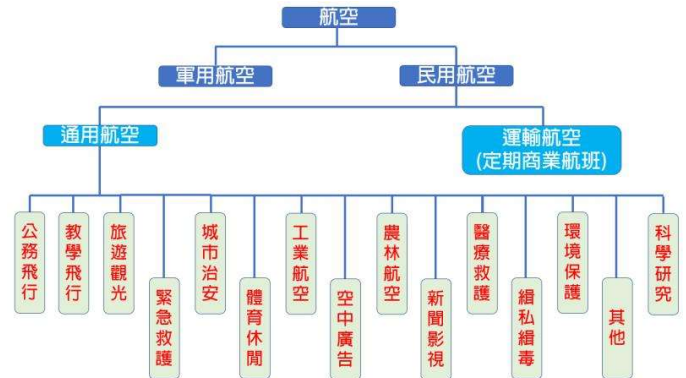 航空
軍用航空
民用航空
通用航空
運輸航空
(定期商業航班)
公務飛行
教學飛行
旅遊觀光
緊急救護
城市治安
體育休閒
工業航空
空中廣告
農林航空
新聞影視
醫療救護
緝私緝毒
環境保護
其他
科學研究